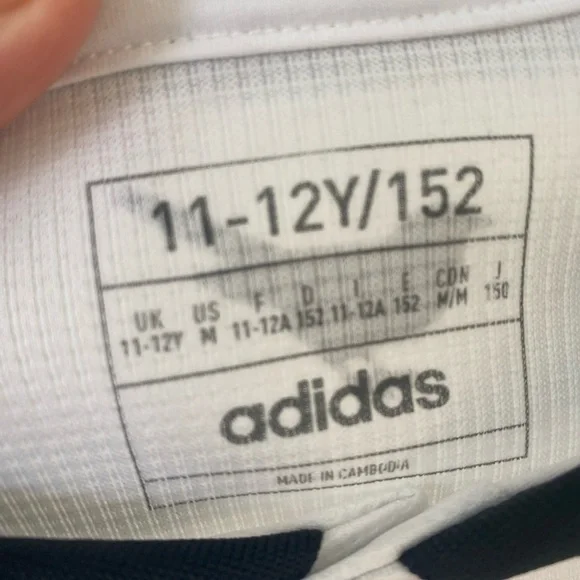 11-12Y/152
UK US F D I E CDN J
11-12Y M 11-12A 152 11-12A 152 M/M 150
adidas
MADE IN CAMBODIA